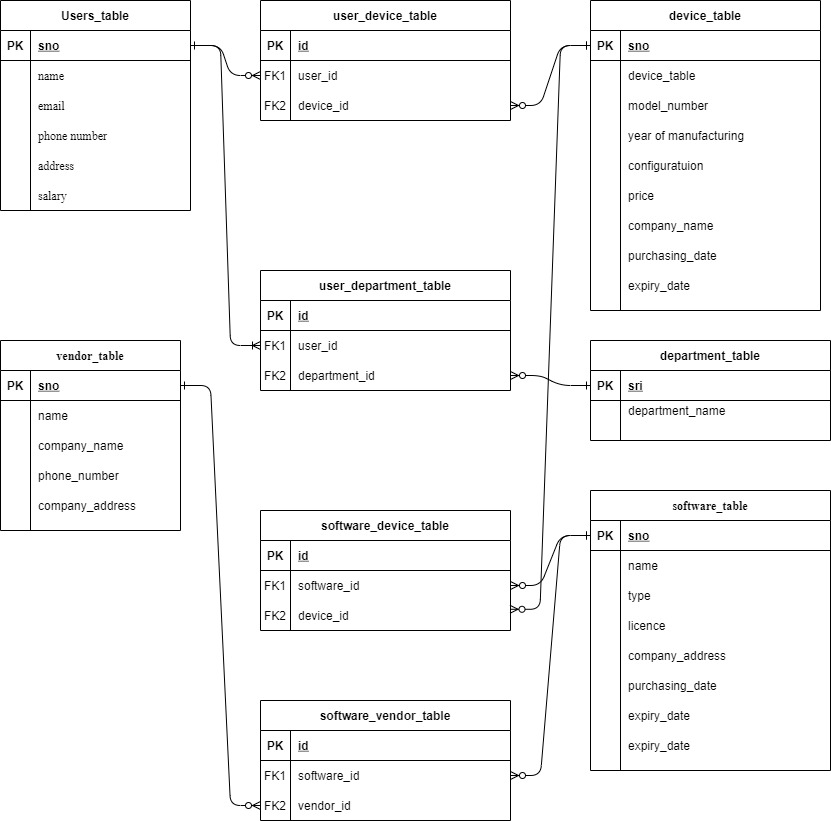 Users_table
PK sno
name
email
phone number
address
salary
user_device_table
PK id
FK1 user_id
FK2 device_id
device_table
PK sno
device_table
model_number
year of manufacturing
configuratuion
price
company_name
purchasing_date
expiry_date
user_department_table
PK id
FK1 user_id
FK2 department_id
vendor_table
PK sno
name
company_name
phone_number
company_address
department_table
PK sri
department_name
software_device_table
PK id
FK1 software_id
FK2 device_id
software_table
PK sno
name
type
licence
company_address
purchasing_date
expiry_date
expiry_date
software_vendor_table
PK id
FK1 software_id
FK2 vendor_id